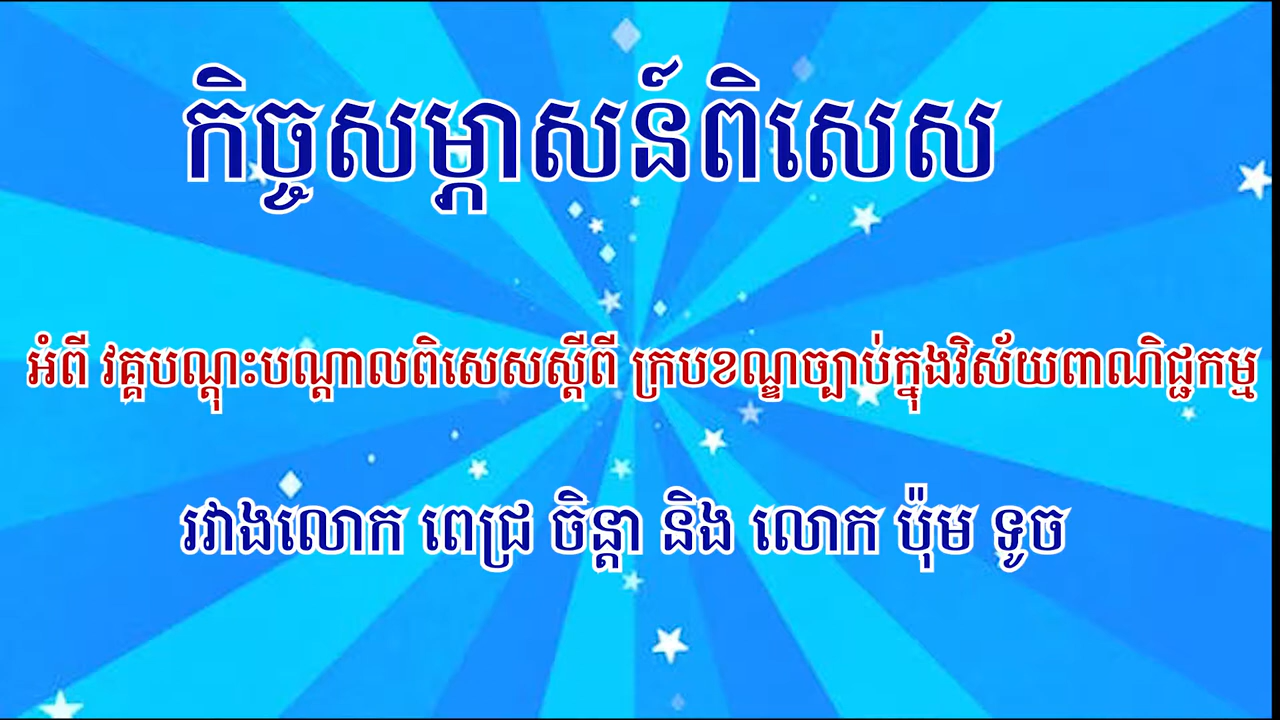 កិច្ចសម្ភាសន៍ពិសេស
អំពី វគ្គបណ្តុះបណ្តាលពិសេសស្តីពី ក្របខណ្ឌច្បាប់ក្នុងវិស័យពាណិជ្ជកម្ម
រវាងលោក ពេជ្រ ចិន្តា និង លោក ប៉ុម ទូច